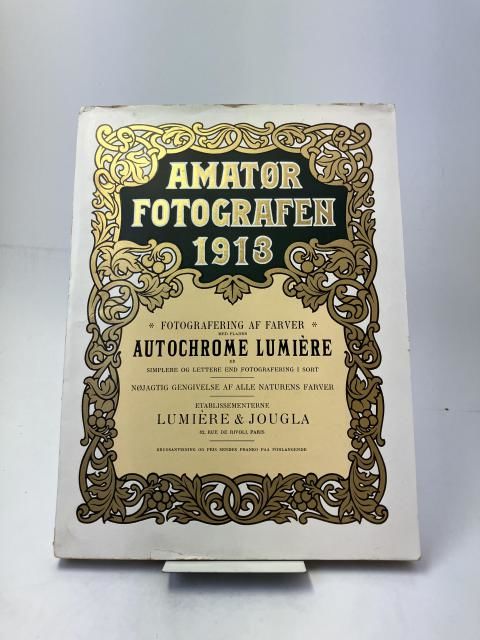 AMATØR
FOTOGRAFEN
1913
* FOTOGRAFERING AF FARVER *
MED PLADEN
AUTOCHROME LUMIÈRE
ER
SIMPLERE OG LETTERE END FOTOGRAFERING I SORT
NØJAGTIG GENGIVELSE AF ALLE NATURENS FARVER
ETABLISSEMENTERNE
LUMIÈRE & JOUGLA
82, RUE DE RIVOLI, PARIS
BRUGSANVISNING OG PRIS SENDES FRANKO PAA FORLANGENDE